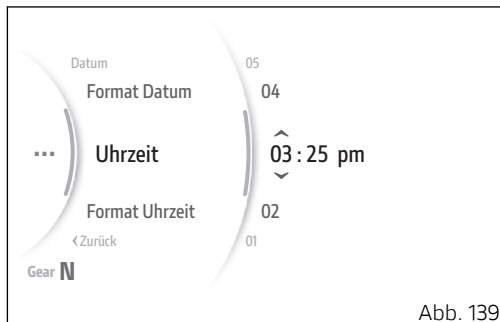 Datum 05
Format Datum 04
... Uhrzeit 03 : 25 pm
Format Uhrzeit 02
‹Zurück 01
Gear N
Abb. 139